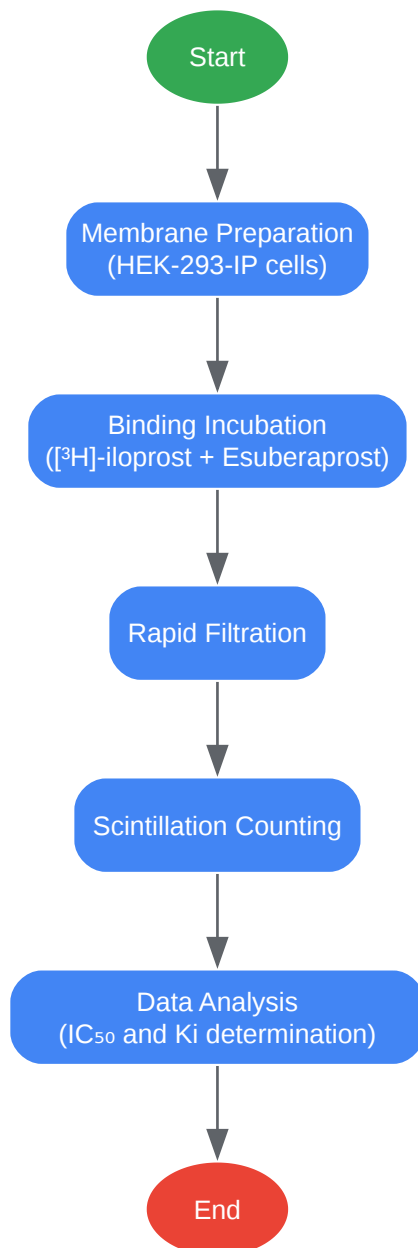 Start
Membrane Preparation
(HEK-293-IP cells)
Binding Incubation
([³H]-iloprost + Esuberaprost)
Rapid Filtration
Scintillation Counting
Data Analysis
(IC₅₀ and Ki determination)
End